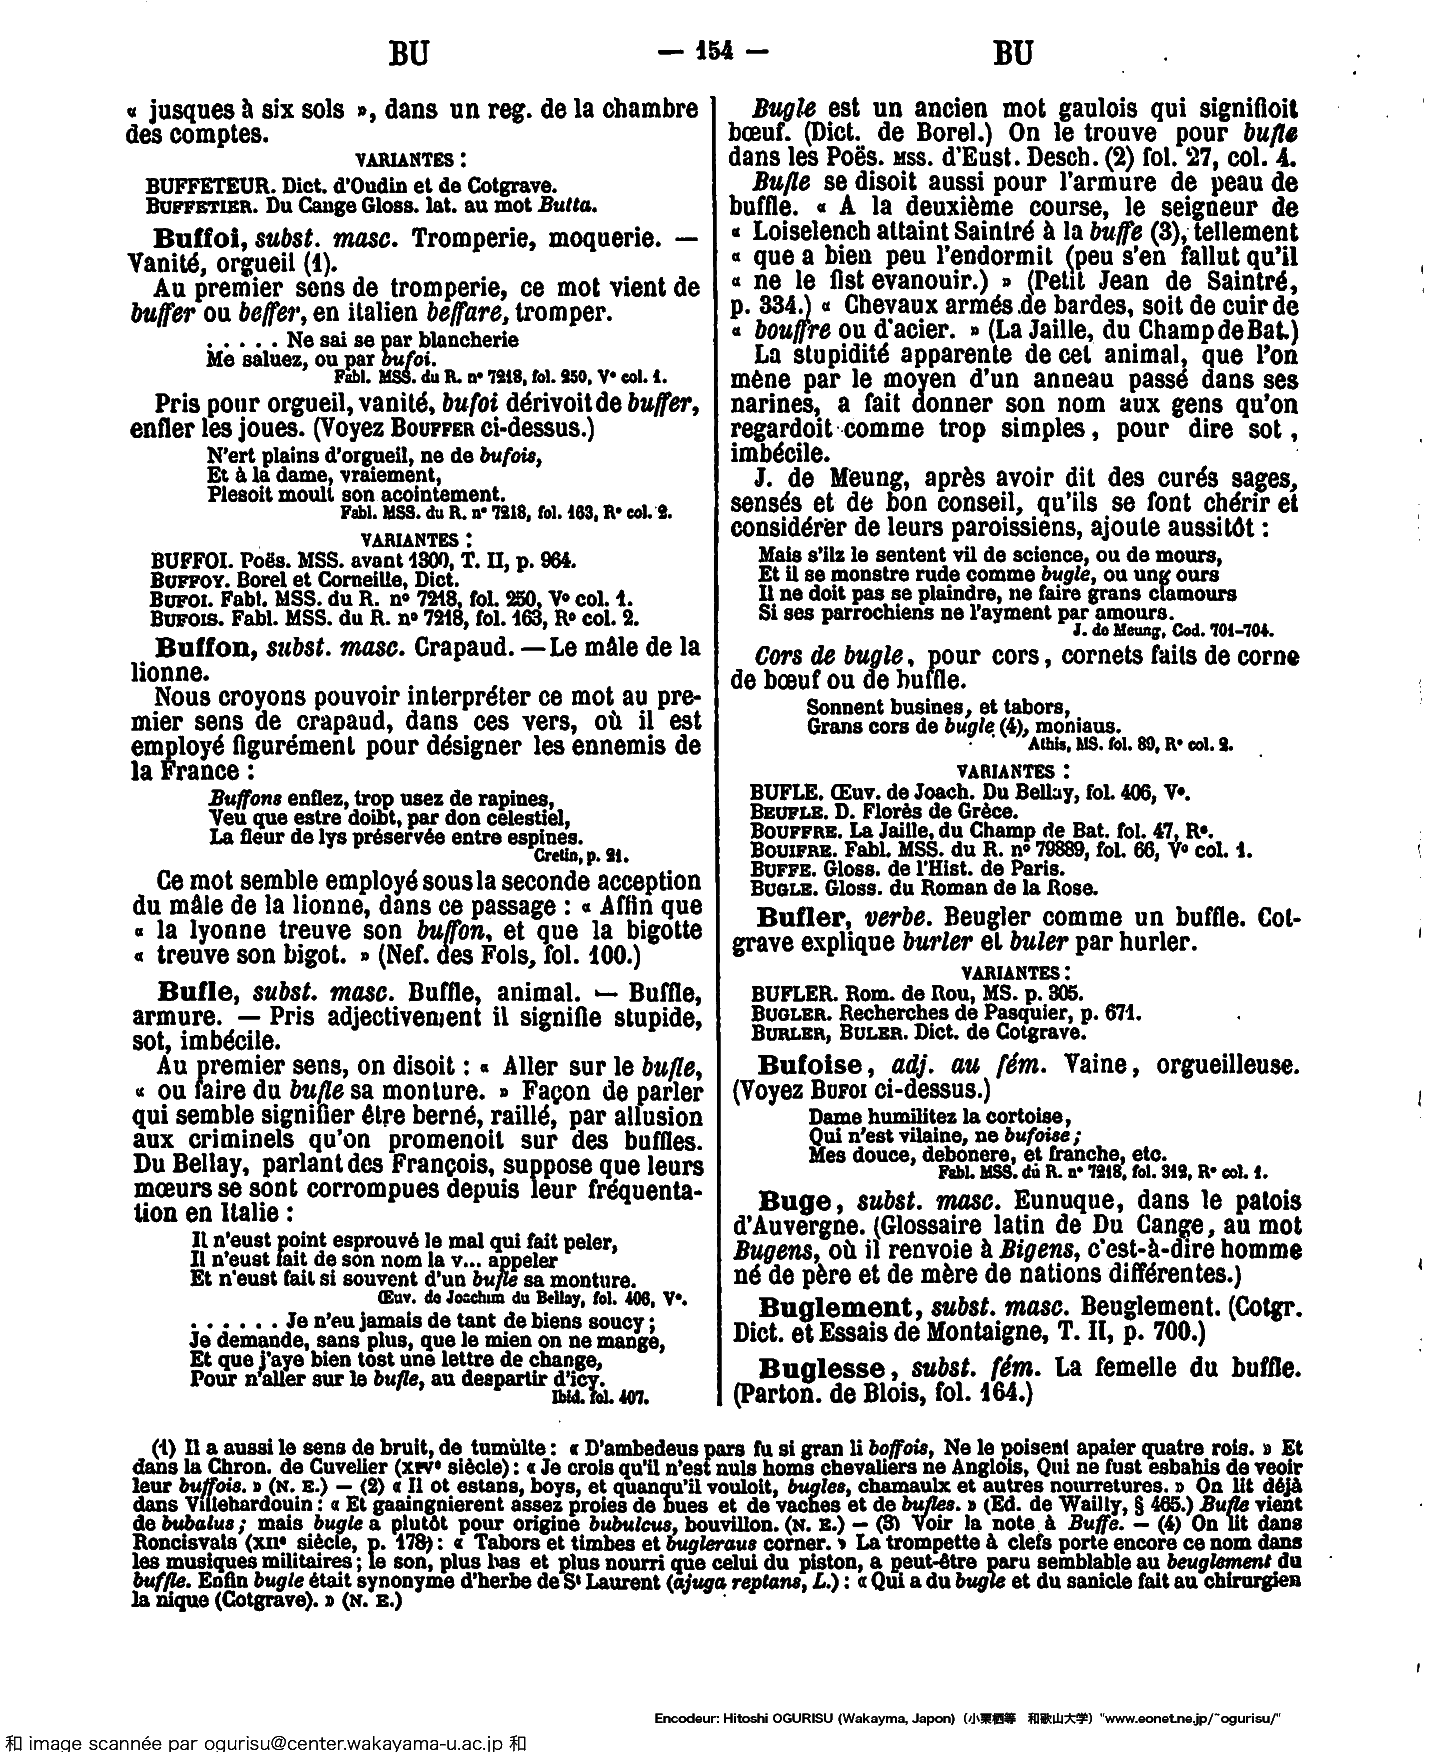 BU — 154 — BU
« jusques à six sols », dans un reg. de la chambre
des comptes.
VARIANTES :
BUFFETEUR. Dict. d'Oudin et de Cotgrave.
BUFFETIER. Du Cange Gloss. lat. au mot Butta.
Buffoi, subst. masc. Tromperie, moquerie. —
Vanité, orgueil (1).
Au premier sens de tromperie, ce mot vient de
buffer ou beffer, en italien beffare, tromper.
. . . . . Ne sai se par blancherie
Me saluez, ou par bufoi.
Fabl. MSS. du R. nº 7218, fol. 250, Vº col. 1.
Pris pour orgueil, vanité, bufoi dérivoit de buffer,
enfler les joues. (Voyez BOUFFER ci-dessus.)
N'ert plains d'orgueil, ne de bufois,
Et à la dame, vraiement,
Plesoit moult son acointement.
Fabl. MSS. du R. nº 7218, fol. 163, Rº col. 2.
VARIANTES :
BUFFOI. Poës. MSS. avant 1300, T. II, p. 964.
BUFFOY. Borel et Corneille, Dict.
BUFOI. Fabl. MSS. du R. nº 7218, fol. 250, Vº col. 1.
BUFOIS. Fabl. MSS. du R. nº 7218, fol. 163, Rº col. 2.
Buffon, subst. masc. Crapaud. — Le mâle de la
lionne.
Nous croyons pouvoir interpréter ce mot au pre-
mier sens de crapaud, dans ces vers, où il est
employé figurément pour désigner les ennemis de
la France :
Buffons enflez, trop usez de rapines,
Veu que estre doibt, par don celestiel,
La fleur de lys préservée entre espines.
Cretin, p. 21.
Ce mot semble employé sous la seconde acception
du mâle de la lionne, dans ce passage : « Affin que
« la lyonne treuve son buffon, et que la bigotte
« treuve son bigot. » (Nef. des Fols, fol. 100.)
Bufle, subst. masc. Buffle, animal. — Buffle,
armure. — Pris adjectivement il signifie stupide,
sot, imbécile.
Au premier sens, on disoit : « Aller sur le bufle,
« ou faire du bufle sa monture. » Façon de parler
qui semble signifier être berné, raillé, par allusion
aux criminels qu'on promenoit sur des buffles.
Du Bellay, parlant des François, suppose que leurs
mœurs se sont corrompues depuis leur fréquenta-
tion en Italie :
Il n'eust point esprouvé le mal qui fait peler,
Il n'eust fait de son nom la v... appeler
Et n'eust fait si souvent d'un bufle sa monture.
Œuv. de Joachim du Bellay, fol. 406, Vº.
. . . . . . Je n'eu jamais de tant de biens soucy ;
Je demande, sans plus, que le mien on ne mange,
Et que j'aye bien tost une lettre de change,
Pour n'aller sur le bufle, au despartir d'icy.
Ibid. fol. 407.
Bugle est un ancien mot gaulois qui signifioit
bœuf. (Dict. de Borel.) On le trouve pour bufle
dans les Poës. MSS. d'Eust. Desch. (2) fol. 27, col. 4.
Bufle se disoit aussi pour l'armure de peau de
buffle. « A la deuxième course, le seigneur de
« Loiselench attaint Saintré à la buffe (3), tellement
« que a bien peu l'endormit (peu s'en fallut qu'il
« ne le fist evanouir.) » (Petit Jean de Saintré,
p. 334.) « Chevaux armés de bardes, soit de cuir de
« bouffre ou d'acier. » (La Jaille, du Champ de Bat.)
La stupidité apparente de cet animal, que l'on
mène par le moyen d'un anneau passé dans ses
narines, a fait donner son nom aux gens qu'on
regardoit comme trop simples, pour dire sot,
imbécile.
J. de Meung, après avoir dit des curés sages,
sensés et de bon conseil, qu'ils se font chérir et
considérer de leurs paroissiens, ajoute aussitôt :
Mais s'ilz le sentent vil de science, ou de mours,
Et il se monstre rude comme bugle, ou ung ours
Il ne doit pas se plaindre, ne faire grans clamours
Si ses parrochiens ne l'ayment par amours.
J. de Meung, Cod. 701-704.
Cors de bugle, pour cors, cornets faits de corne
de bœuf ou de buffle.
Sonnent busines, et tabors,
Grans cors de bugle (4), moniaus.
Athis, MS. fol. 89, Rº col. 2.
VARIANTES :
BUFLE. Œuv. de Joach. Du Bellay, fol. 406, Vº.
BEUFLE. D. Florès de Grèce.
BOUFFRE. La Jaille, du Champ de Bat. fol. 47, Rº.
BOUIFRE. Fabl. MSS. du R. nº 79889, fol. 66, Vº col. 1.
BUFFE. Gloss. de l'Hist. de Paris.
BUGLE. Gloss. du Roman de la Rose.
Bufler, verbe. Beugler comme un buffle. Cot-
grave explique burler et buler par hurler.
VARIANTES :
BUFLER. Rom. de Rou, MS. p. 305.
BUGLER. Recherches de Pasquier, p. 671.
BURLER, BULER. Dict. de Cotgrave.
Bufoise, adj. au fém. Vaine, orgueilleuse.
(Voyez BUFOI ci-dessus.)
Dame humilitez la cortoise,
Qui n'est vilaine, ne bufoise ;
Mes douce, debonere, et franche, etc.
Fabl. MSS. du R. nº 7218, fol. 312, Rº col. 1.
Buge, subst. masc. Eunuque, dans le patois
d'Auvergne. (Glossaire latin de Du Cange, au mot
Bugens, où il renvoie à Bigens, c'est-à-dire homme
né de père et de mère de nations différentes.)
Buglement, subst. masc. Beuglement. (Cotgr.
Dict. et Essais de Montaigne, T. II, p. 700.)
Buglesse, subst. fém. La femelle du buffle.
(Parton. de Blois, fol. 164.)
(1) Il a aussi le sens de bruit, de tumulte : « D'ambedeus pars fu si gran li boffois, Ne le poisent apaier quatre rois. » Et
dans la Chron. de Cuvelier (XIVe siècle) : « Je crois qu'il n'est nuls homs chevaliers ne Anglois, Qui ne fust esbahis de veoir
leur buffois. » (N. E.) — (2) « Il ot estans, boys, et quanqu'il vouloit, bugles, chamaulx et autres nourretures. » On lit déjà
dans Villehardouin : « Et gaaingnierent assez proies de bues et de vaches et de bufles. » (Ed. de Wailly, § 465.) Bufle vient
de bubalus ; mais bugle a plutôt pour origine bubulcus, bouvillon. (N. E.) — (3) Voir la note à Buffe. — (4) On lit dans
Roncisvals (XIIe siècle, p. 178) : « Tabors et timbes et bugleraus corner. » La trompette à clefs porte encore ce nom dans
les musiques militaires ; le son, plus bas et plus nourri que celui du piston, a peut-être paru semblable au beuglement du
buffle. Enfin bugle était synonyme d'herbe de St Laurent (ajuga reptans, L.) : « Qui a du bugle et du sanicle fait au chirurgien
la nique (Cotgrave). » (N. E.)
Encodeur: Hitoshi OGURISU (Wakayma, Japon) (小栗栖等 和歌山大学) "www.eonet.ne.jp/~ogurisu/"
和 image scannée par ogurisu@center.wakayama-u.ac.jp 和